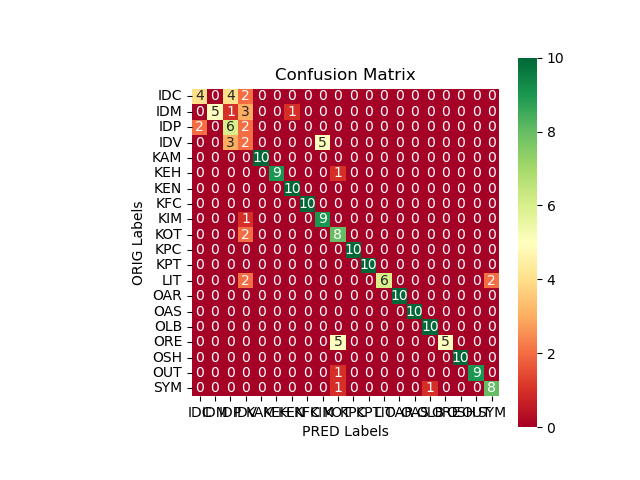 Confusion Matrix
IDC 4 0 4 2 0 0 0 0 0 0 0 0 0 0 0 0 0 0 0 0
IDM 0 5 1 3 0 0 1 0 0 0 0 0 0 0 0 0 0 0 0 0
IDP 2 0 6 2 0 0 0 0 0 0 0 0 0 0 0 0 0 0 0 0
IDV 0 0 3 2 0 0 0 0 5 0 0 0 0 0 0 0 0 0 0 0
KAM 0 0 0 0 10 0 0 0 0 0 0 0 0 0 0 0 0 0 0 0
KEH 0 0 0 0 0 9 0 0 0 1 0 0 0 0 0 0 0 0 0 0
KEN 0 0 0 0 0 0 10 0 0 0 0 0 0 0 0 0 0 0 0 0
KFC 0 0 0 0 0 0 0 10 0 0 0 0 0 0 0 0 0 0 0 0
KIM 0 0 0 1 0 0 0 0 9 0 0 0 0 0 0 0 0 0 0 0
KOT 0 0 0 2 0 0 0 0 0 8 0 0 0 0 0 0 0 0 0 0
KPC 0 0 0 0 0 0 0 0 0 0 10 0 0 0 0 0 0 0 0 0
KPT 0 0 0 0 0 0 0 0 0 0 0 10 0 0 0 0 0 0 0 0
LIT 0 0 0 2 0 0 0 0 0 0 0 0 6 0 0 0 0 0 0 2
OAR 0 0 0 0 0 0 0 0 0 0 0 0 0 10 0 0 0 0 0 0
OAS 0 0 0 0 0 0 0 0 0 0 0 0 0 0 10 0 0 0 0 0
OLB 0 0 0 0 0 0 0 0 0 0 0 0 0 0 0 10 0 0 0 0
ORE 0 0 0 0 0 0 0 0 0 5 0 0 0 0 0 0 5 0 0 0
OSH 0 0 0 0 0 0 0 0 0 0 0 0 0 0 0 0 0 10 0 0
OUT 0 0 0 0 0 0 0 0 0 1 0 0 0 0 0 0 0 0 9 0
SYM 0 0 0 0 0 0 0 0 0 1 0 0 0 0 0 1 0 0 0 8
IDC IDM IDP IDV KAM KEH KEN KFC KIM KOT KPC KPT LIT OAR OAS OLB ORE OSH OUT SYM
PRED Labels
ORIG Labels
10
8
6
4
2
0